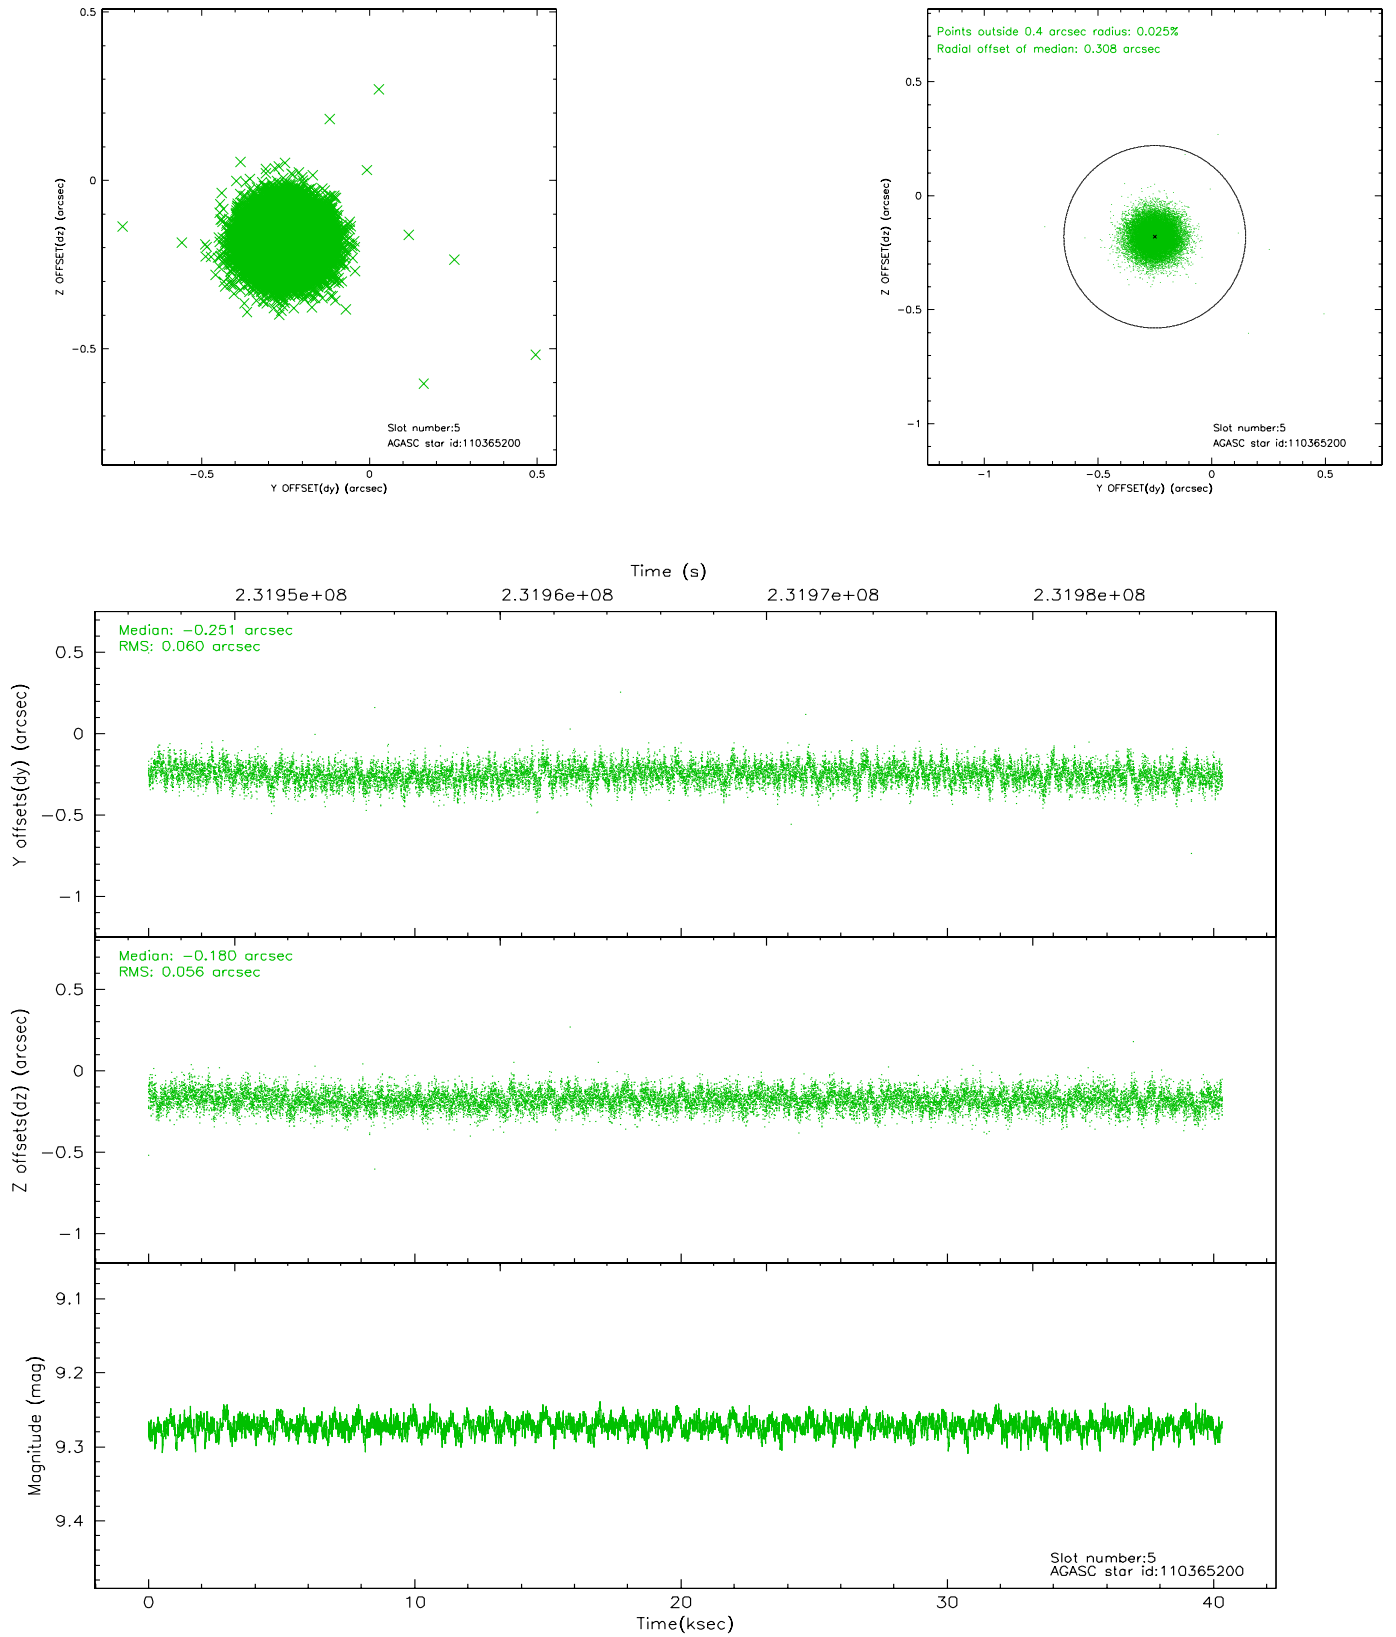 0.5
0
−0.5
Z OFFSET(dz) (arcsec)
−0.5
0
0.5
Y OFFSET(dy) (arcsec)
Slot number:5
AGASC star id:110365200
Points outside 0.4 arcsec radius: 0.025%
Radial offset of median: 0.308 arcsec
0.5
0
−0.5
−1
Z OFFSET(dz) (arcsec)
−1
−0.5
0
0.5
Y OFFSET(dy) (arcsec)
Slot number:5
AGASC star id:110365200
Time (s)
2.3195e+08
2.3196e+08
2.3197e+08
2.3198e+08
Median: −0.251 arcsec
RMS: 0.060 arcsec
0.5
0
−0.5
−1
Y offsets(dy) (arcsec)
Median: −0.180 arcsec
RMS: 0.056 arcsec
0.5
0
−0.5
−1
Z offsets(dz) (arcsec)
9.1
9.2
9.3
9.4
Magnitude (mag)
Slot number:5
AGASC star id:110365200
0
10
20
30
40
Time(ksec)